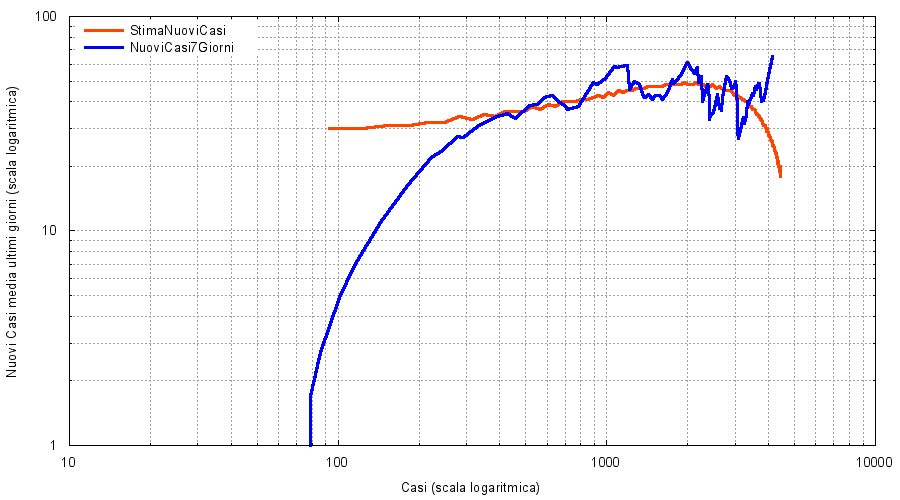 100
StimaNuoviCasi
NuoviCasi7Giorni
Nuovi Casi media ultimi giorni (scala logaritmica)
10
1
10
100
1000
10000
Casi (scala logaritmica)